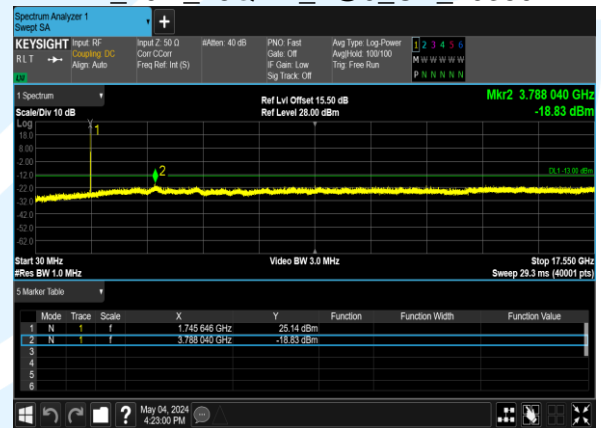 Spectrum Analyzer 1
Swept SA
KEYSIGHT Input: RF Input Z: 50 Ω #Atten: 40 dB PNO: Fast Avg Type: Log-Power 1 2 3 4 5 6
RLT Coupling: DC Corr CCorr Gate: Off Avg|Hold: 100/100 M W W W W W
Align: Auto Freq Ref: Int (S) IF Gain: Low Trig: Free Run
Sig Track: Off P N N N N N
1 Spectrum Ref Lvl Offset 15.50 dB Mkr2 3.788 040 GHz
Scale/Div 10 dB Ref Level 28.00 dBm -18.83 dBm
Log
18.0
8.00
-2.00
-12.0
-22.0
-32.0
-42.0
-52.0
-62.0
1
2
DL1 -13.00 dBm
Start 30 MHz Video BW 3.0 MHz Stop 17.550 GHz
#Res BW 1.0 MHz Sweep 29.3 ms (40001 pts)
5 Marker Table
Mode Trace Scale X Y Function Function Width Function Value
1 N 1 f 1.745 646 GHz 25.14 dBm
2 N 1 f 3.788 040 GHz -18.83 dBm
3
4
5
6
? May 04, 2024
4:23:00 PM